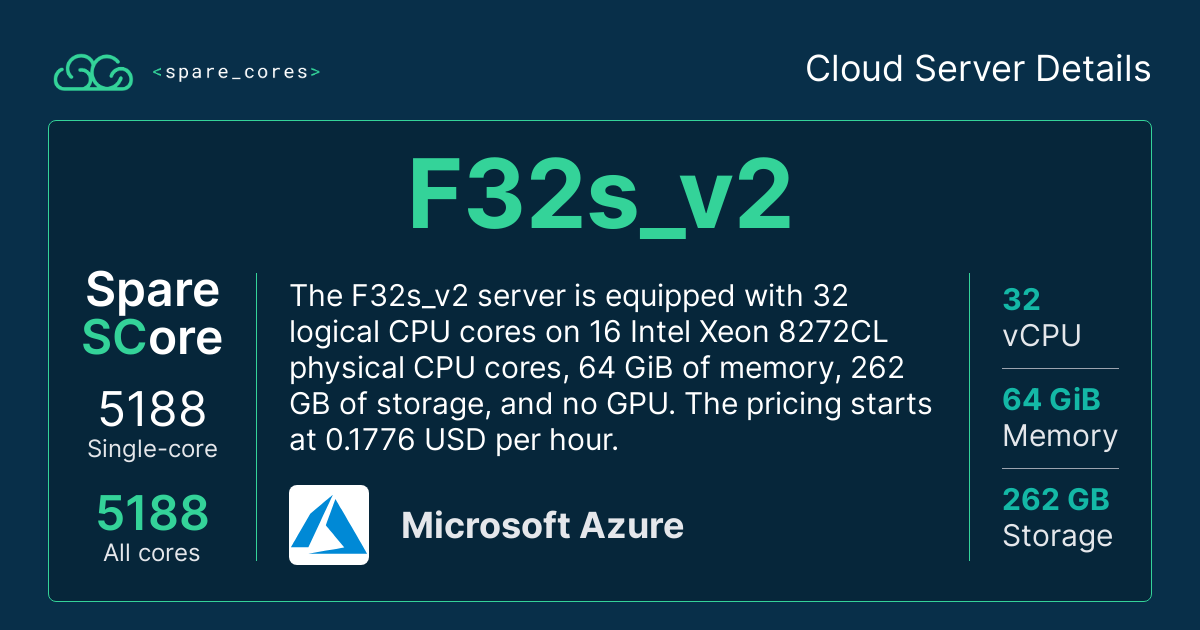 <spare_cores>
Cloud Server Details
F32s_v2
Spare
SCore
5188
Single-core
5188
All cores
The F32s_v2 server is equipped with 32
logical CPU cores on 16 Intel Xeon 8272CL
physical CPU cores, 64 GiB of memory, 262
GB of storage, and no GPU. The pricing starts
at 0.1776 USD per hour.
Microsoft Azure
32
vCPU
64 GiB
Memory
262 GB
Storage